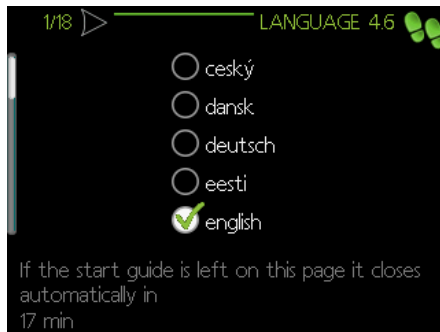 1/18 LANGUAGE 4.6
ceský
dansk
deutsch
eesti
english
If the start guide is left on this page it closes
automatically in
17 min